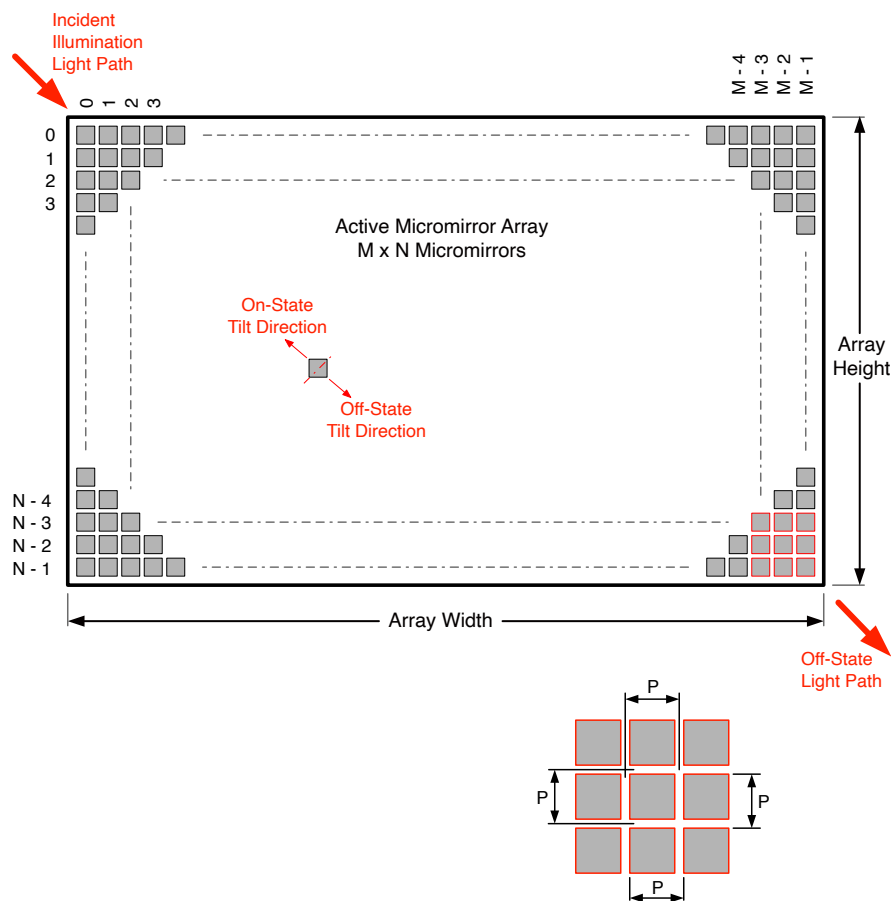 Incident
Illumination
Light Path
0
1
2
3
M - 4
M - 3
M - 2
M - 1
0
1
2
3
Active Micromirror Array
M x N Micromirrors
On-State
Tilt Direction
Off-State
Tilt Direction
Array
Height
N - 4
N - 3
N - 2
N - 1
Array Width
Off-State
Light Path
P
P
P
P